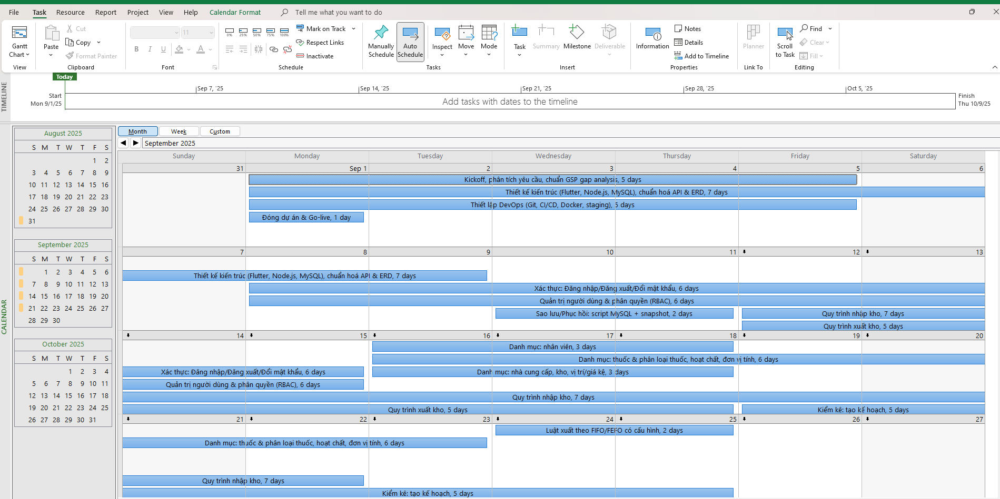 File Task Resource Report Project View Help Calendar Format Tell me what you want to do
Gantt Chart
View
Paste
Cut
Copy
Format Painter
Clipboard
11
B I U A
Font
0% 25% 50% 75% 100%
Mark on Track
Respect Links
Inactivate
Schedule
Manually Schedule
Auto Schedule
Inspect
Move
Mode
Tasks
Task
Summary
Milestone
Deliverable
Insert
Information
Notes
Details
Add to Timeline
Properties
Planner
Link To
Scroll to Task
Find
Clear
Fill
Editing
TIMELINE
Today
Sep 7, '25 Sep 14, '25 Sep 21, '25 Sep 28, '25 Oct 5, '25
Start
Mon 9/1/25
Add tasks with dates to the timeline
Finish
Thu 10/9/25
CALENDAR
August 2025
S M T W T F S
1 2
3 4 5 6 7 8 9
10 11 12 13 14 15 16
17 18 19 20 21 22 23
24 25 26 27 28 29 30
31
September 2025
S M T W T F S
1 2 3 4 5 6
7 8 9 10 11 12 13
14 15 16 17 18 19 20
21 22 23 24 25 26 27
28 29 30
October 2025
S M T W T F S
1 2 3 4
5 6 7 8 9 10 11
12 13 14 15 16 17 18
19 20 21 22 23 24 25
26 27 28 29 30 31
Month Week Custom
September 2025
Sunday Monday Tuesday Wednesday Thursday Friday Saturday
31 Sep 1 2 3 4 5 6
Kickoff, phân tích yêu cầu, chuẩn GSP gap analysis, 5 days
Thiết kế kiến trúc (Flutter, Node.js, MySQL), chuẩn hoá API & ERD, 7 days
Thiết lập DevOps (Git, CI/CD, Docker, staging), 5 days
Đóng dự án & Go-live, 1 day
7 8 9 10 11 12 13
Thiết kế kiến trúc (Flutter, Node.js, MySQL), chuẩn hoá API & ERD, 7 days
Xác thực: Đăng nhập/Đăng xuất/Đổi mật khẩu, 6 days
Quản trị người dùng & phân quyền (RBAC), 6 days
Sao lưu/Phục hồi: script MySQL + snapshot, 2 days
Quy trình nhập kho, 7 days
Quy trình xuất kho, 5 days
14 15 16 17 18 19 20
Danh mục: nhân viên, 3 days
Danh mục: thuốc & phân loại thuốc, hoạt chất, đơn vị tính, 6 days
Xác thực: Đăng nhập/Đăng xuất/Đổi mật khẩu, 6 days
Danh mục: nhà cung cấp, kho, vị trí/giá kệ, 3 days
Quản trị người dùng & phân quyền (RBAC), 6 days
Quy trình nhập kho, 7 days
Quy trình xuất kho, 5 days
Kiểm kê: tạo kế hoạch, 5 days
21 22 23 24 25 26 27
Luật xuất theo FIFO/FEFO có cấu hình, 2 days
Danh mục: thuốc & phân loại thuốc, hoạt chất, đơn vị tính, 6 days
Quy trình nhập kho, 7 days
Kiểm kê: tạo kế hoạch, 5 days